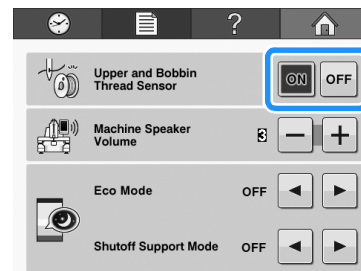 ?
Upper and Bobbin
Thread Sensor
ON OFF
Machine Speaker
Volume
3
Eco Mode OFF
Shutoff Support Mode OFF